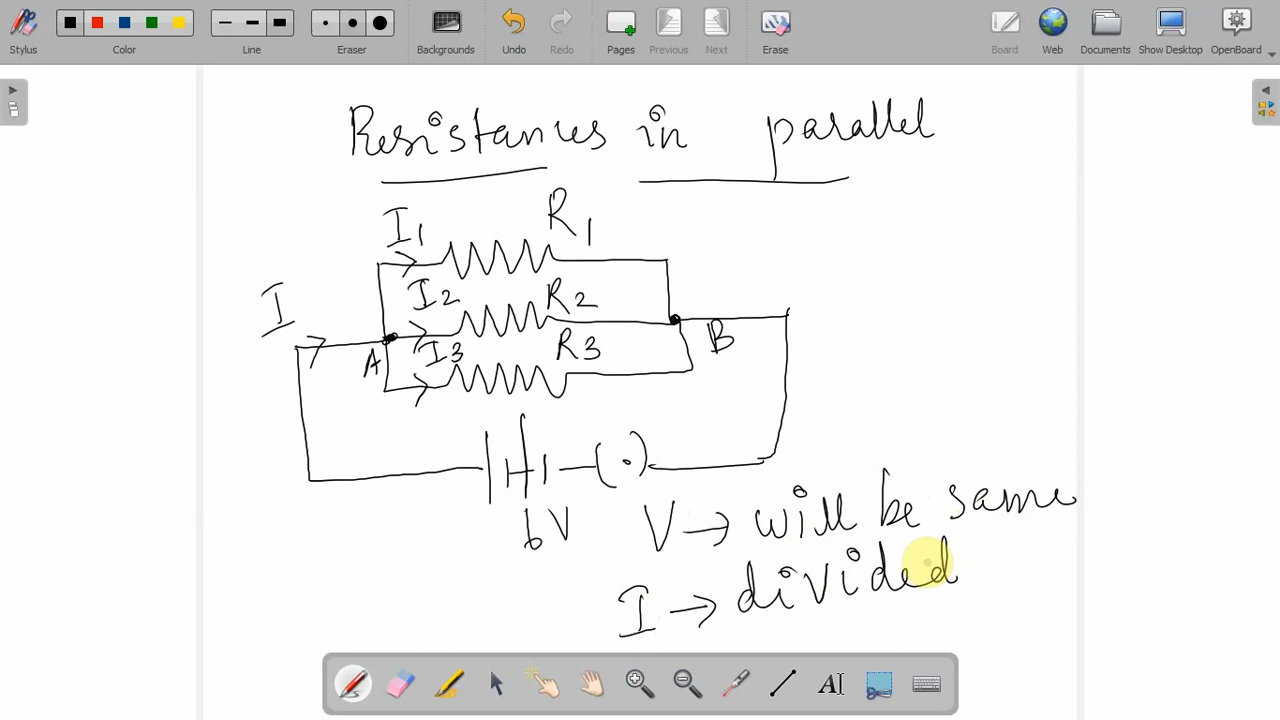 Stylus
Color
Line
Eraser
Backgrounds
Undo
Redo
Pages
Previous
Next
Erase
Board
Web
Documents
Show Desktop
OpenBoard
Resistances in parallel
I1 R1
I I2 R2
A I3 R3 B
6V V → will be same
I → divided
AI